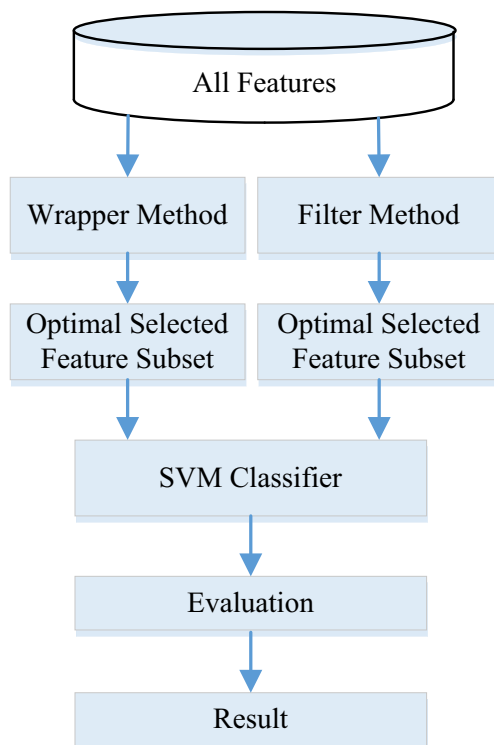 All Features
Wrapper Method
Filter Method
Optimal Selected
Feature Subset
Optimal Selected
Feature Subset
SVM Classifier
Evaluation
Result